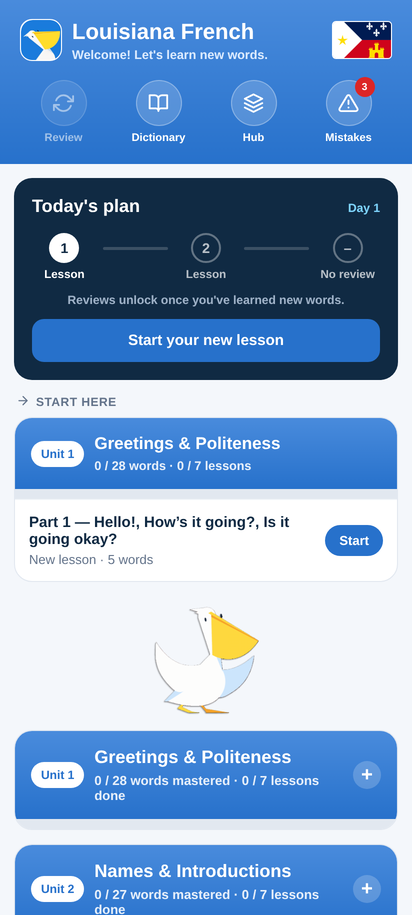 Louisiana French
Welcome! Let's learn new words.
Review
Dictionary
Hub
3
Mistakes
Today's plan
Day 1
1
2
–
Lesson
Lesson
No review
Reviews unlock once you've learned new words.
Start your new lesson
→ START HERE
Unit 1
Greetings & Politeness
0 / 28 words · 0 / 7 lessons
Part 1 — Hello!, How’s it going?, Is it
going okay?
New lesson · 5 words
Start
Unit 1
Greetings & Politeness
0 / 28 words mastered · 0 / 7 lessons
done
+
Unit 2
Names & Introductions
0 / 27 words mastered · 0 / 7 lessons
done
+